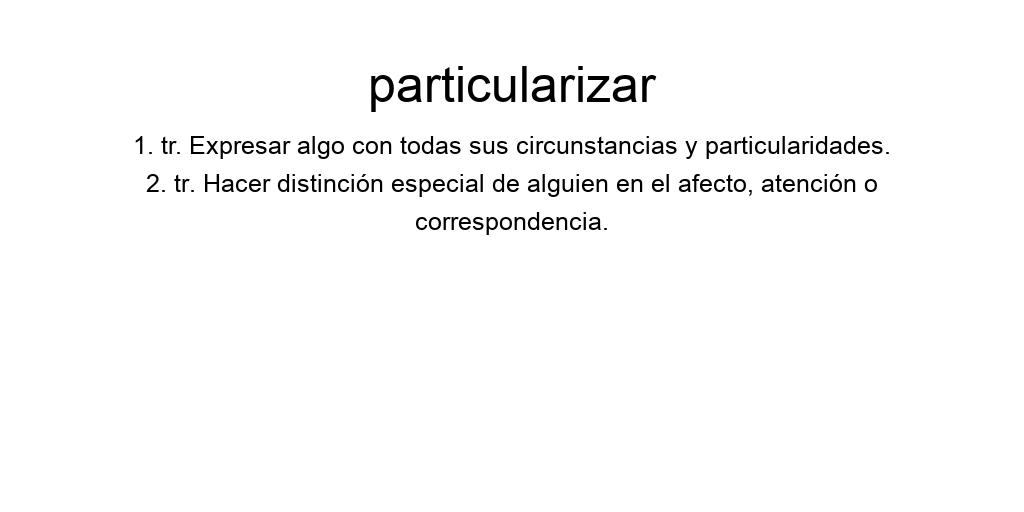 particularizar
1. tr. Expresar algo con todas sus circunstancias y particularidades.
2. tr. Hacer distinción especial de alguien en el afecto, atención o
correspondencia.